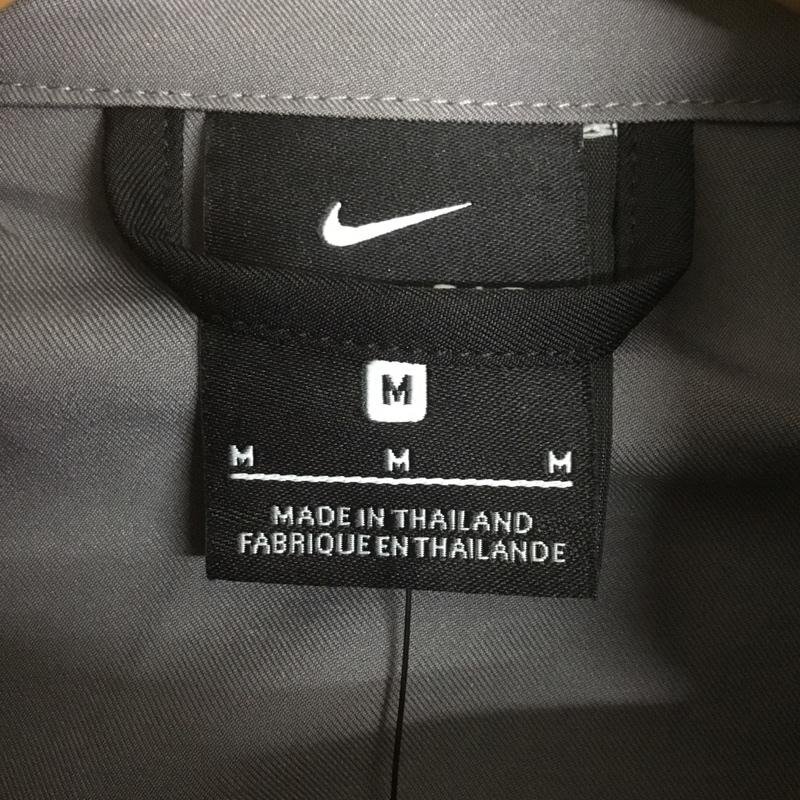 M
M M M
MADE IN THAILAND
FABRIQUE EN THAILANDE